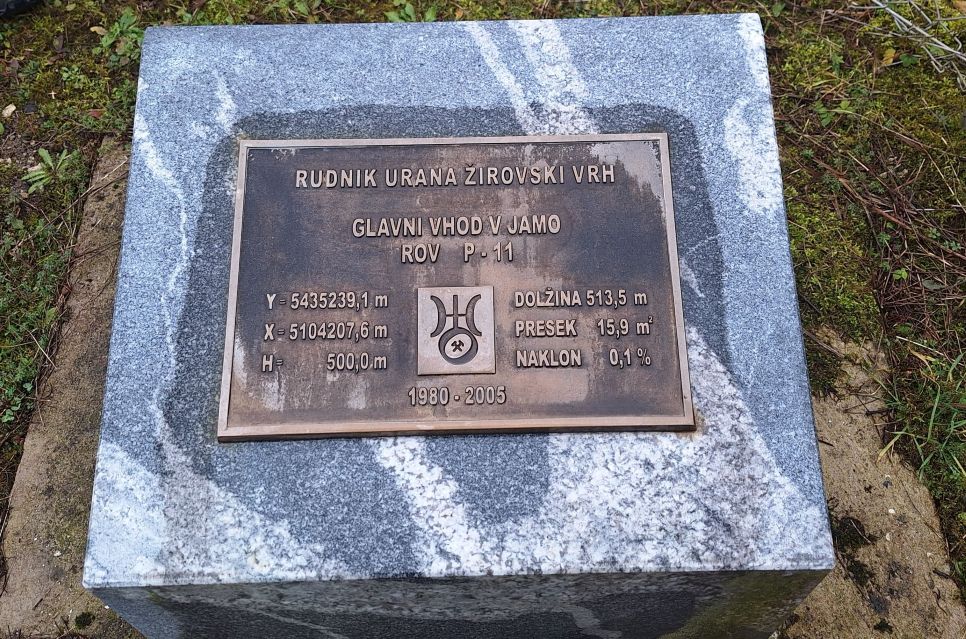 RUDNIK URANA ŽIROVSKI VRH
GLAVNI VHOD V JAMO
ROV P - 11
Y = 5435239,1 m
X = 5104207,6 m
H = 500,0 m
DOLŽINA 513,5 m
PRESEK 15,9 m²
NAKLON 0,1 %
1980 - 2005